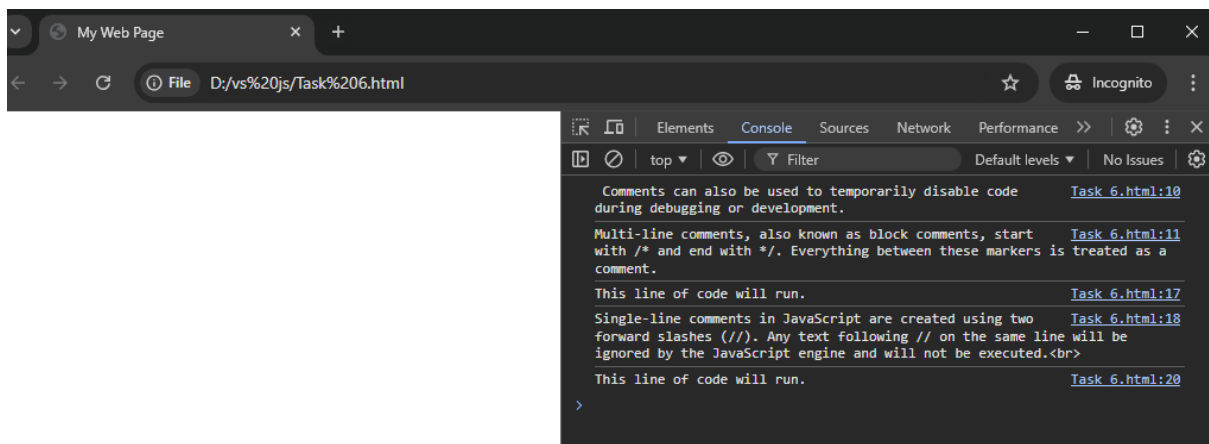 My Web Page
File D:/vs%20js/Task%206.html
Incognito
Elements Console Sources Network Performance
top Filter Default levels No Issues
Comments can also be used to temporarily disable code Task 6.html:10
during debugging or development.
Multi-line comments, also known as block comments, start Task 6.html:11
with /* and end with */. Everything between these markers is treated as a
comment.
This line of code will run. Task 6.html:17
Single-line comments in JavaScript are created using two Task 6.html:18
forward slashes (//). Any text following // on the same line will be
ignored by the JavaScript engine and will not be executed.<br>
This line of code will run. Task 6.html:20